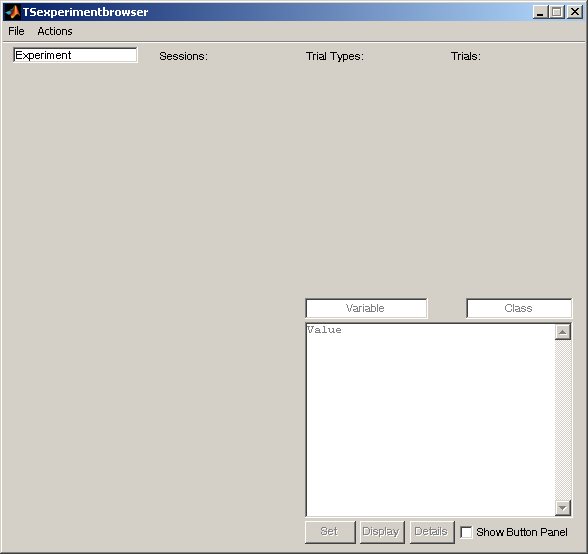 TSexperimentbrowser
File Actions
Experiment Sessions: Trial Types: Trials:
Variable Class
Value
Set Display Details Show Button Panel